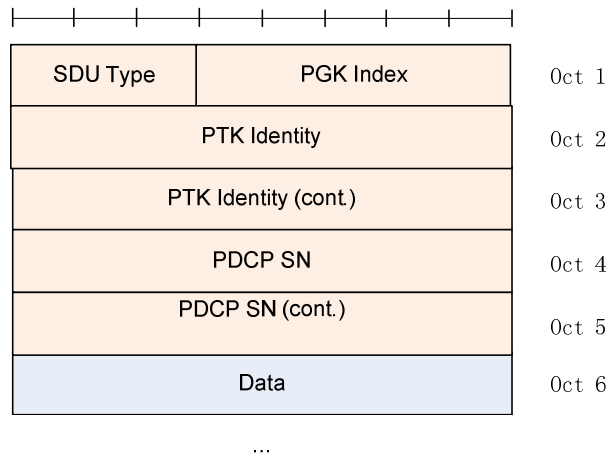 SDU Type PGK Index Oct 1
PTK Identity Oct 2
PTK Identity (cont.) Oct 3
PDCP SN Oct 4
PDCP SN (cont.) Oct 5
Data Oct 6
...